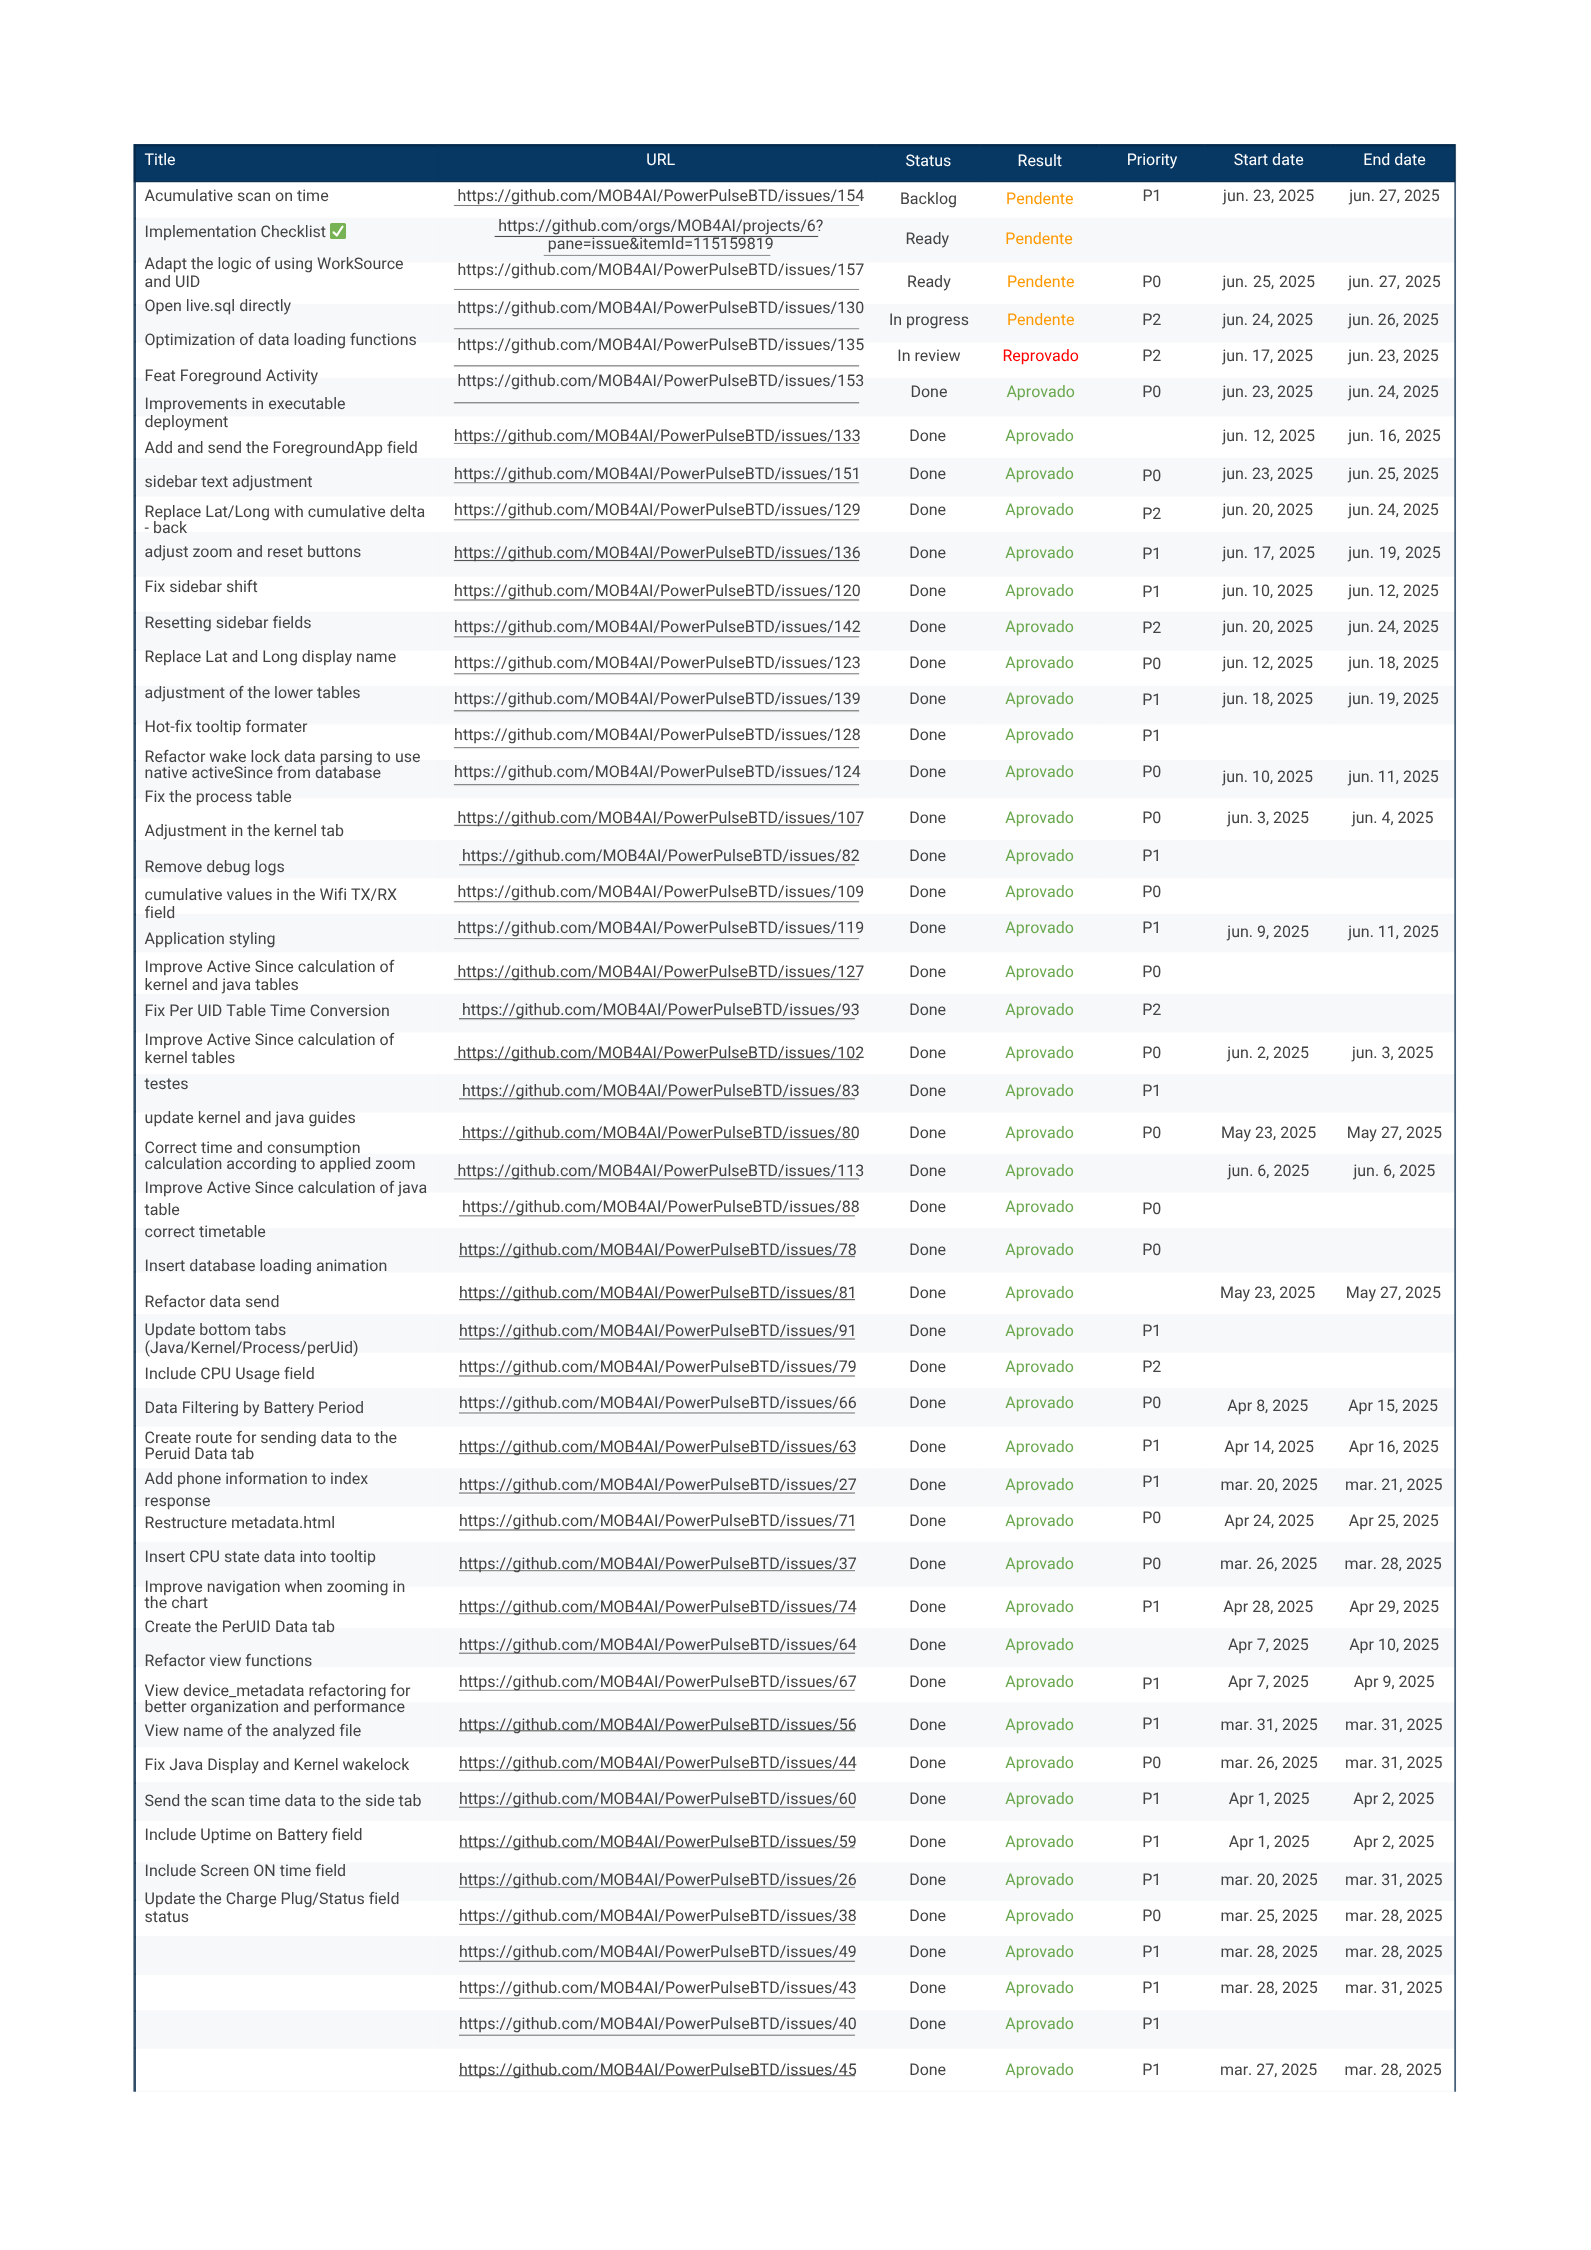 Title URL Status Result Priority Start date End date
Acumulative scan on time https://github.com/MOB4AI/PowerPulseBTD/issues/154 Backlog Pendente P1 jun. 23, 2025 jun. 27, 2025
Implementation Checklist ✅ https://github.com/orgs/MOB4AI/projects/6?
pane=issue&itemId=115159819 Ready Pendente
Adapt the logic of using WorkSource
and UID https://github.com/MOB4AI/PowerPulseBTD/issues/157 Ready Pendente P0 jun. 25, 2025 jun. 27, 2025
Open live.sql directly https://github.com/MOB4AI/PowerPulseBTD/issues/130 In progress Pendente P2 jun. 24, 2025 jun. 26, 2025
Optimization of data loading functions https://github.com/MOB4AI/PowerPulseBTD/issues/135 In review Reprovado P2 jun. 17, 2025 jun. 23, 2025
Feat Foreground Activity https://github.com/MOB4AI/PowerPulseBTD/issues/153 Done Aprovado P0 jun. 23, 2025 jun. 24, 2025
Improvements in executable
deployment https://github.com/MOB4AI/PowerPulseBTD/issues/133 Done Aprovado jun. 12, 2025 jun. 16, 2025
Add and send the ForegroundApp field https://github.com/MOB4AI/PowerPulseBTD/issues/151 Done Aprovado P0 jun. 23, 2025 jun. 25, 2025
sidebar text adjustment https://github.com/MOB4AI/PowerPulseBTD/issues/129 Done Aprovado P2 jun. 20, 2025 jun. 24, 2025
Replace Lat/Long with cumulative delta
- back https://github.com/MOB4AI/PowerPulseBTD/issues/136 Done Aprovado P1 jun. 17, 2025 jun. 19, 2025
adjust zoom and reset buttons https://github.com/MOB4AI/PowerPulseBTD/issues/120 Done Aprovado P1 jun. 10, 2025 jun. 12, 2025
Fix sidebar shift https://github.com/MOB4AI/PowerPulseBTD/issues/142 Done Aprovado P2 jun. 20, 2025 jun. 24, 2025
Resetting sidebar fields https://github.com/MOB4AI/PowerPulseBTD/issues/123 Done Aprovado P0 jun. 12, 2025 jun. 18, 2025
Replace Lat and Long display name https://github.com/MOB4AI/PowerPulseBTD/issues/139 Done Aprovado P1 jun. 18, 2025 jun. 19, 2025
adjustment of the lower tables https://github.com/MOB4AI/PowerPulseBTD/issues/128 Done Aprovado P1
Hot-fix tooltip formater https://github.com/MOB4AI/PowerPulseBTD/issues/124 Done Aprovado P0 jun. 10, 2025 jun. 11, 2025
Refactor wake lock data parsing to use
native activeSince from database https://github.com/MOB4AI/PowerPulseBTD/issues/107 Done Aprovado P0 jun. 3, 2025 jun. 4, 2025
Fix the process table https://github.com/MOB4AI/PowerPulseBTD/issues/82 Done Aprovado P1
Adjustment in the kernel tab https://github.com/MOB4AI/PowerPulseBTD/issues/109 Done Aprovado P0
Remove debug logs https://github.com/MOB4AI/PowerPulseBTD/issues/119 Done Aprovado P1 jun. 9, 2025 jun. 11, 2025
cumulative values in the Wifi TX/RX
field https://github.com/MOB4AI/PowerPulseBTD/issues/127 Done Aprovado P0
Application styling https://github.com/MOB4AI/PowerPulseBTD/issues/93 Done Aprovado P2
Improve Active Since calculation of
kernel and java tables https://github.com/MOB4AI/PowerPulseBTD/issues/102 Done Aprovado P0 jun. 2, 2025 jun. 3, 2025
Fix Per UID Table Time Conversion https://github.com/MOB4AI/PowerPulseBTD/issues/83 Done Aprovado P1
Improve Active Since calculation of
kernel tables https://github.com/MOB4AI/PowerPulseBTD/issues/80 Done Aprovado P0 May 23, 2025 May 27, 2025
testes https://github.com/MOB4AI/PowerPulseBTD/issues/113 Done Aprovado jun. 6, 2025 jun. 6, 2025
update kernel and java guides https://github.com/MOB4AI/PowerPulseBTD/issues/88 Done Aprovado P0
Correct time and consumption
calculation according to applied zoom https://github.com/MOB4AI/PowerPulseBTD/issues/78 Done Aprovado P0
Improve Active Since calculation of java
table https://github.com/MOB4AI/PowerPulseBTD/issues/81 Done Aprovado May 23, 2025 May 27, 2025
correct timetable https://github.com/MOB4AI/PowerPulseBTD/issues/91 Done Aprovado P1
Insert database loading animation https://github.com/MOB4AI/PowerPulseBTD/issues/79 Done Aprovado P2
Refactor data send https://github.com/MOB4AI/PowerPulseBTD/issues/66 Done Aprovado P0 Apr 8, 2025 Apr 15, 2025
Update bottom tabs
(Java/Kernel/Process/perUid) https://github.com/MOB4AI/PowerPulseBTD/issues/63 Done Aprovado P1 Apr 14, 2025 Apr 16, 2025
Include CPU Usage field https://github.com/MOB4AI/PowerPulseBTD/issues/27 Done Aprovado P1 mar. 20, 2025 mar. 21, 2025
Data Filtering by Battery Period https://github.com/MOB4AI/PowerPulseBTD/issues/71 Done Aprovado P0 Apr 24, 2025 Apr 25, 2025
Create route for sending data to the
Peruid Data tab https://github.com/MOB4AI/PowerPulseBTD/issues/37 Done Aprovado P0 mar. 26, 2025 mar. 28, 2025
Add phone information to index
response https://github.com/MOB4AI/PowerPulseBTD/issues/74 Done Aprovado P1 Apr 28, 2025 Apr 29, 2025
Restructure metadata.html https://github.com/MOB4AI/PowerPulseBTD/issues/64 Done Aprovado Apr 7, 2025 Apr 10, 2025
Insert CPU state data into tooltip https://github.com/MOB4AI/PowerPulseBTD/issues/67 Done Aprovado P1 Apr 7, 2025 Apr 9, 2025
Improve navigation when zooming in
the chart https://github.com/MOB4AI/PowerPulseBTD/issues/56 Done Aprovado P1 mar. 31, 2025 mar. 31, 2025
Create the PerUID Data tab https://github.com/MOB4AI/PowerPulseBTD/issues/44 Done Aprovado P0 mar. 26, 2025 mar. 31, 2025
Refactor view functions https://github.com/MOB4AI/PowerPulseBTD/issues/60 Done Aprovado P1 Apr 1, 2025 Apr 2, 2025
View device_metadata refactoring for
better organization and performance https://github.com/MOB4AI/PowerPulseBTD/issues/59 Done Aprovado P1 Apr 1, 2025 Apr 2, 2025
View name of the analyzed file https://github.com/MOB4AI/PowerPulseBTD/issues/26 Done Aprovado P1 mar. 20, 2025 mar. 31, 2025
Fix Java Display and Kernel wakelock https://github.com/MOB4AI/PowerPulseBTD/issues/38 Done Aprovado P0 mar. 25, 2025 mar. 28, 2025
Send the scan time data to the side tab https://github.com/MOB4AI/PowerPulseBTD/issues/49 Done Aprovado P1 mar. 28, 2025 mar. 28, 2025
Include Uptime on Battery field https://github.com/MOB4AI/PowerPulseBTD/issues/43 Done Aprovado P1 mar. 28, 2025 mar. 31, 2025
Include Screen ON time field https://github.com/MOB4AI/PowerPulseBTD/issues/40 Done Aprovado P1
Update the Charge Plug/Status field
status https://github.com/MOB4AI/PowerPulseBTD/issues/45 Done Aprovado P1 mar. 27, 2025 mar. 28, 2025